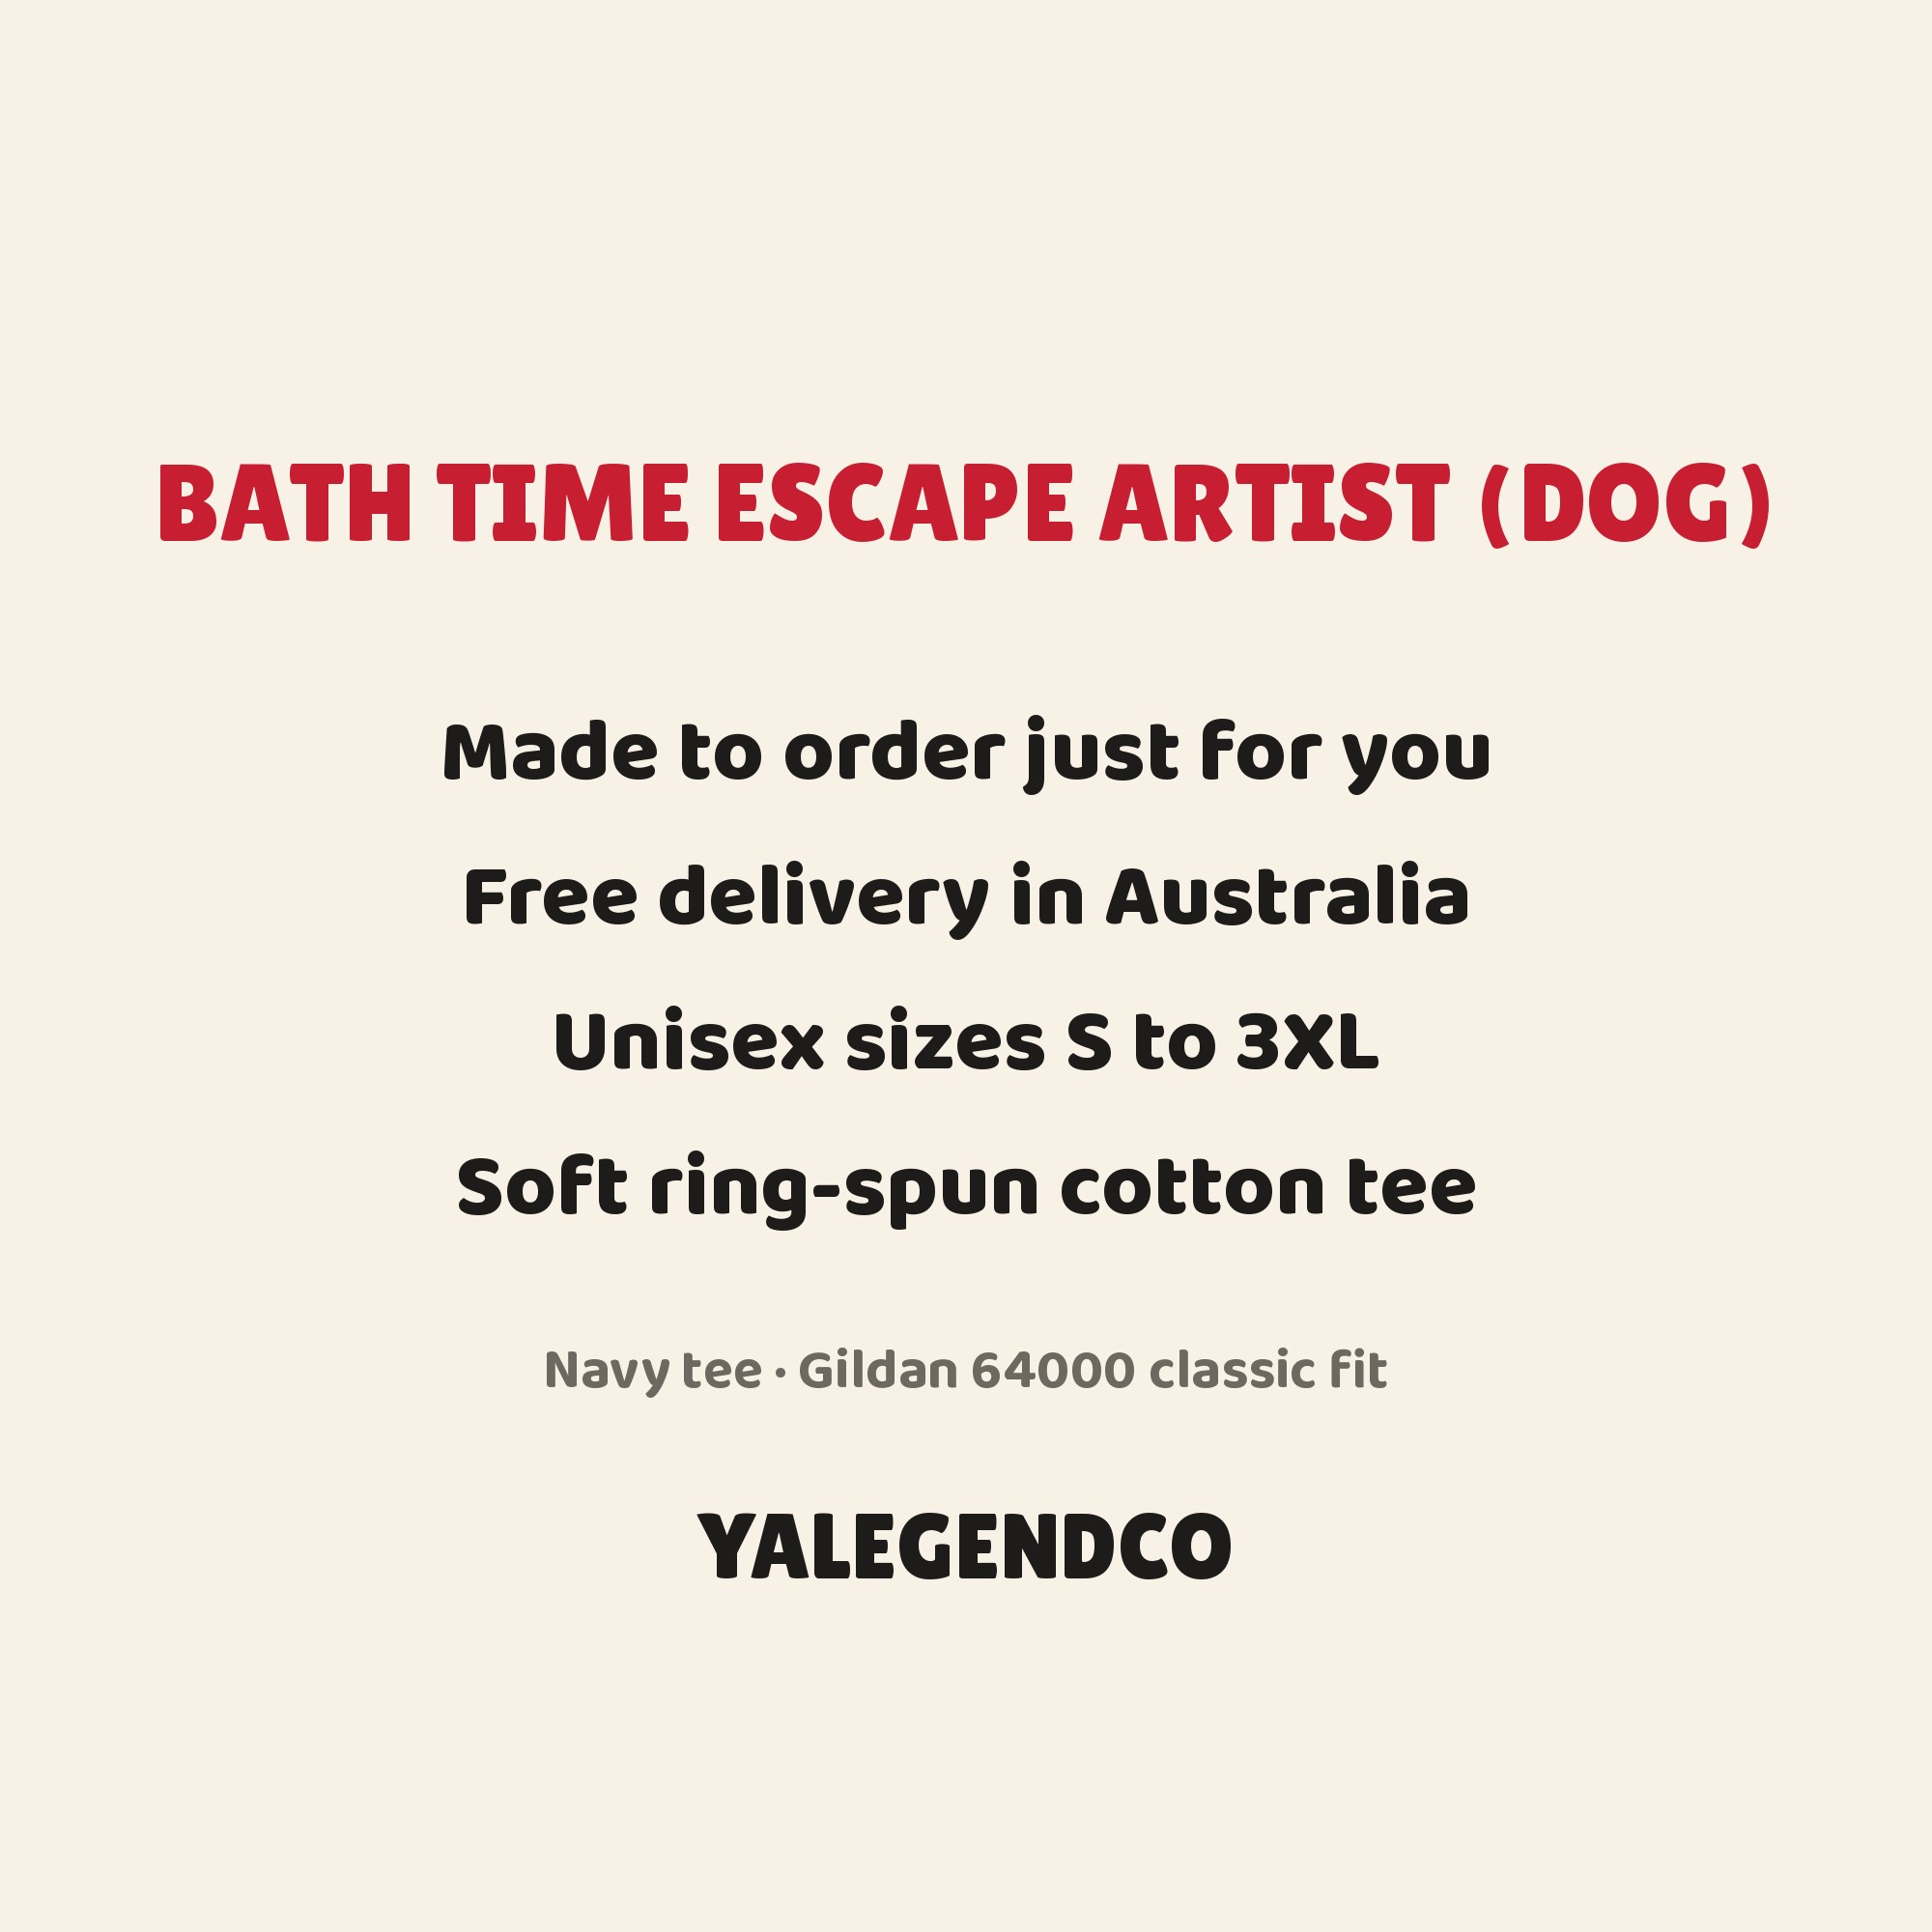 BATH TIME ESCAPE ARTIST (DOG)
Made to order just for you
Free delivery in Australia
Unisex sizes S to 3XL
Soft ring-spun cotton tee
Navy tee · Gildan 64000 classic fit
YALEGENDCO